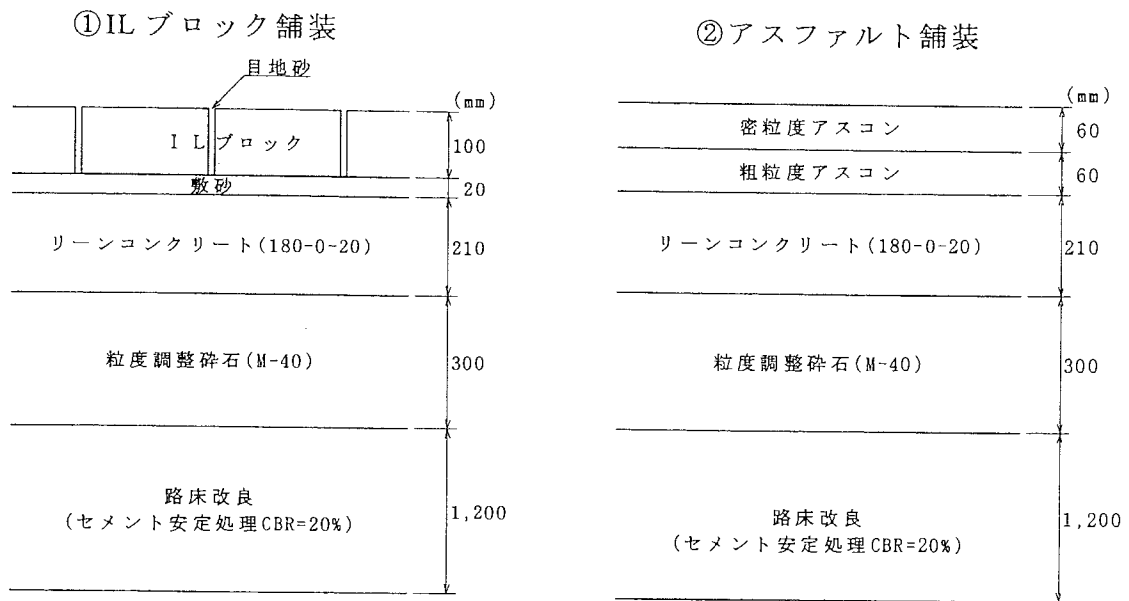 ①ILブロック舗装
目地砂
(mm)
ILブロック
100
敷砂
20
リーンコンクリート(180-0-20)
210
粒度調整砕石(M-40)
300
路床改良
(セメント安定処理CBR=20%)
1,200
②アスファルト舗装
(mm)
密粒度アスコン
60
粗粒度アスコン
60
リーンコンクリート(180-0-20)
210
粒度調整砕石(M-40)
300
路床改良
(セメント安定処理CBR=20%)
1,200